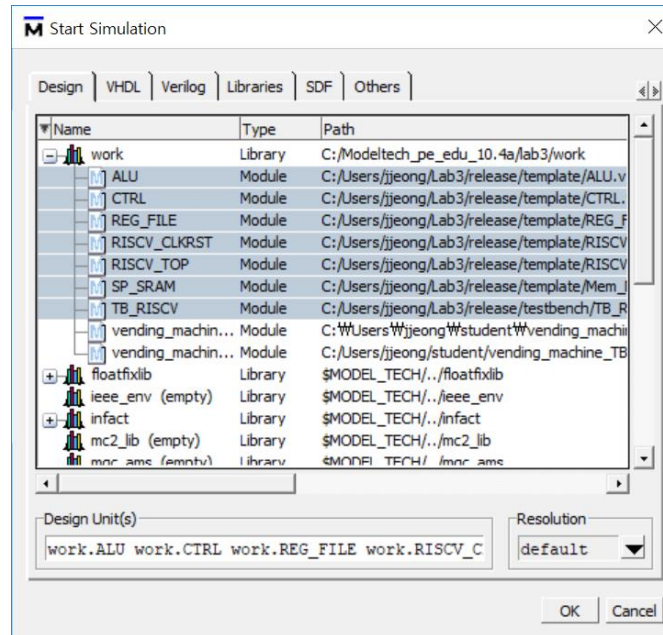 M Start Simulation
Design VHDL Verilog Libraries SDF Others
Name Type Path
work Library C:/Modeltech_pe_edu_10.4a/lab3/work
ALU Module C:/Users/jjeong/Lab3/release/template/ALU.v
CTRL Module C:/Users/jjeong/Lab3/release/template/CTRL.
REG_FILE Module C:/Users/jjeong/Lab3/release/template/REG_F
RISCV_CLKRST Module C:/Users/jjeong/Lab3/release/template/RISCV
RISCV_TOP Module C:/Users/jjeong/Lab3/release/template/RISCV
SP_SRAM Module C:/Users/jjeong/Lab3/release/template/Mem_
TB_RISCV Module C:/Users/jjeong/Lab3/release/testbench/TB_R
vending_machin... Module C:₩Users₩jjeong₩student₩vending_machi
vending_machin... Module C:/Users/jjeong/student/vending_machine_TB
floatfixlib Library $MODEL_TECH/../floatfixlib
ieee_env (empty) Library $MODEL_TECH/../ieee_env
infact Library $MODEL_TECH/../infact
mc2_lib (empty) Library $MODEL_TECH/../mc2_lib
mgc_ams (empty) Library $MODEL_TECH/../mgc_ams
Design Unit(s) Resolution
work.ALU work.CTRL work.REG_FILE work.RISCV_C default
OK Cancel